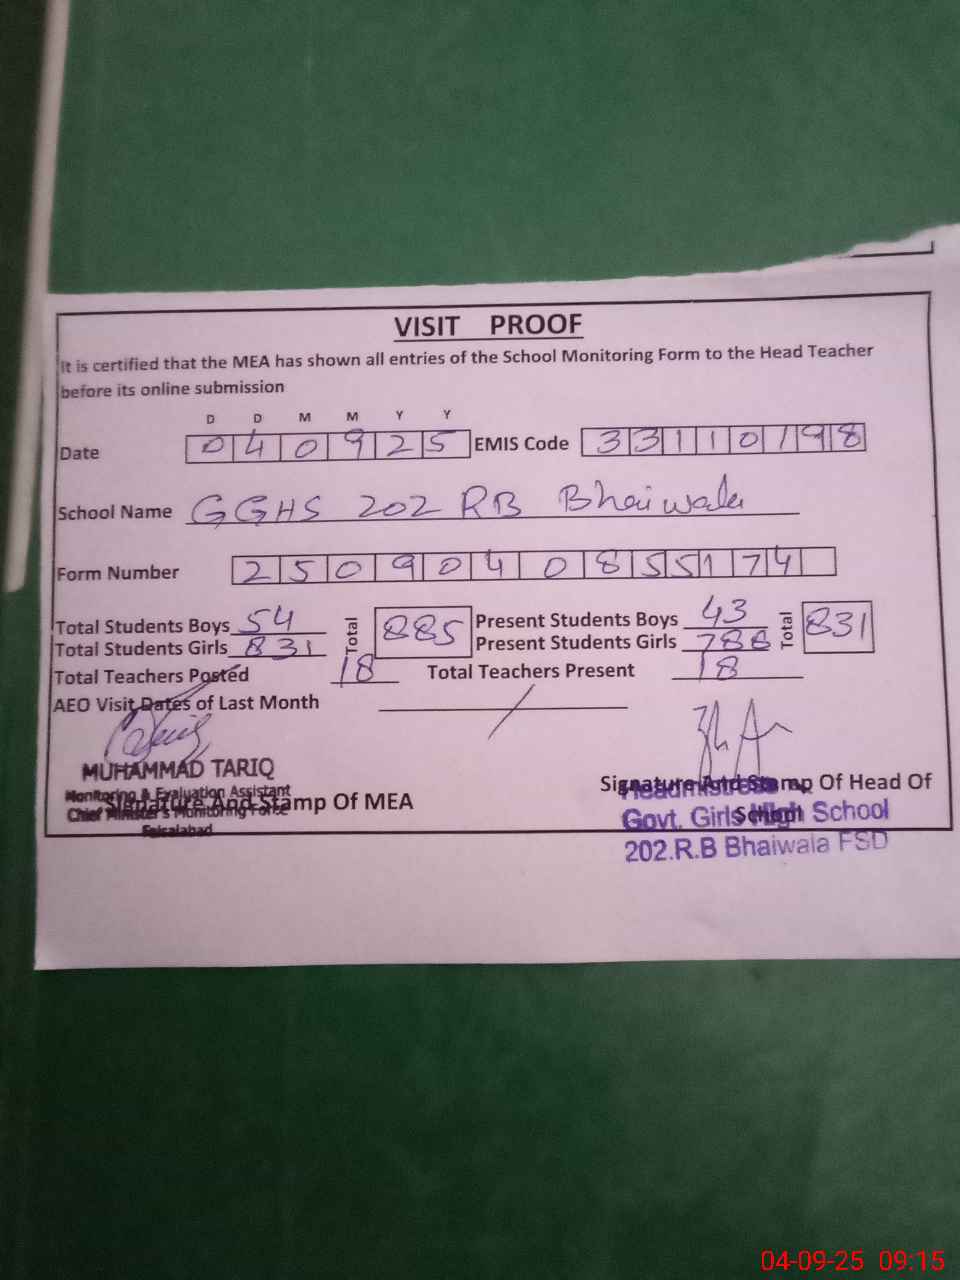 VISIT PROOF
It is certified that the MEA has shown all entries of the School Monitoring Form to the Head Teacher
before its online submission
D D M M Y Y
Date 0 4 0 9 2 5 EMIS Code 3 3 1 1 0 1 9 8
School Name GGHS 202 RB Bhaiwala
Form Number 2 5 0 9 0 4 0 8 5 5 1 7 4
Total Students Boys 54 Total 885 Present Students Boys 43 Total 831
Total Students Girls 831 Present Students Girls 788
Total Teachers Posted 18 Total Teachers Present 18
AEO Visit Dates of Last Month /
MUHAMMAD TARIQ
Monitoring & Evaluation Assistant
Chief Minister's Monitoring Force
Faisalabad
Signature And Stamp Of MEA
Signature And Stamp Of Head Of
School
Headmistress
Govt. Girls High School
202.R.B Bhaiwala FSD
04-09-25 09:15